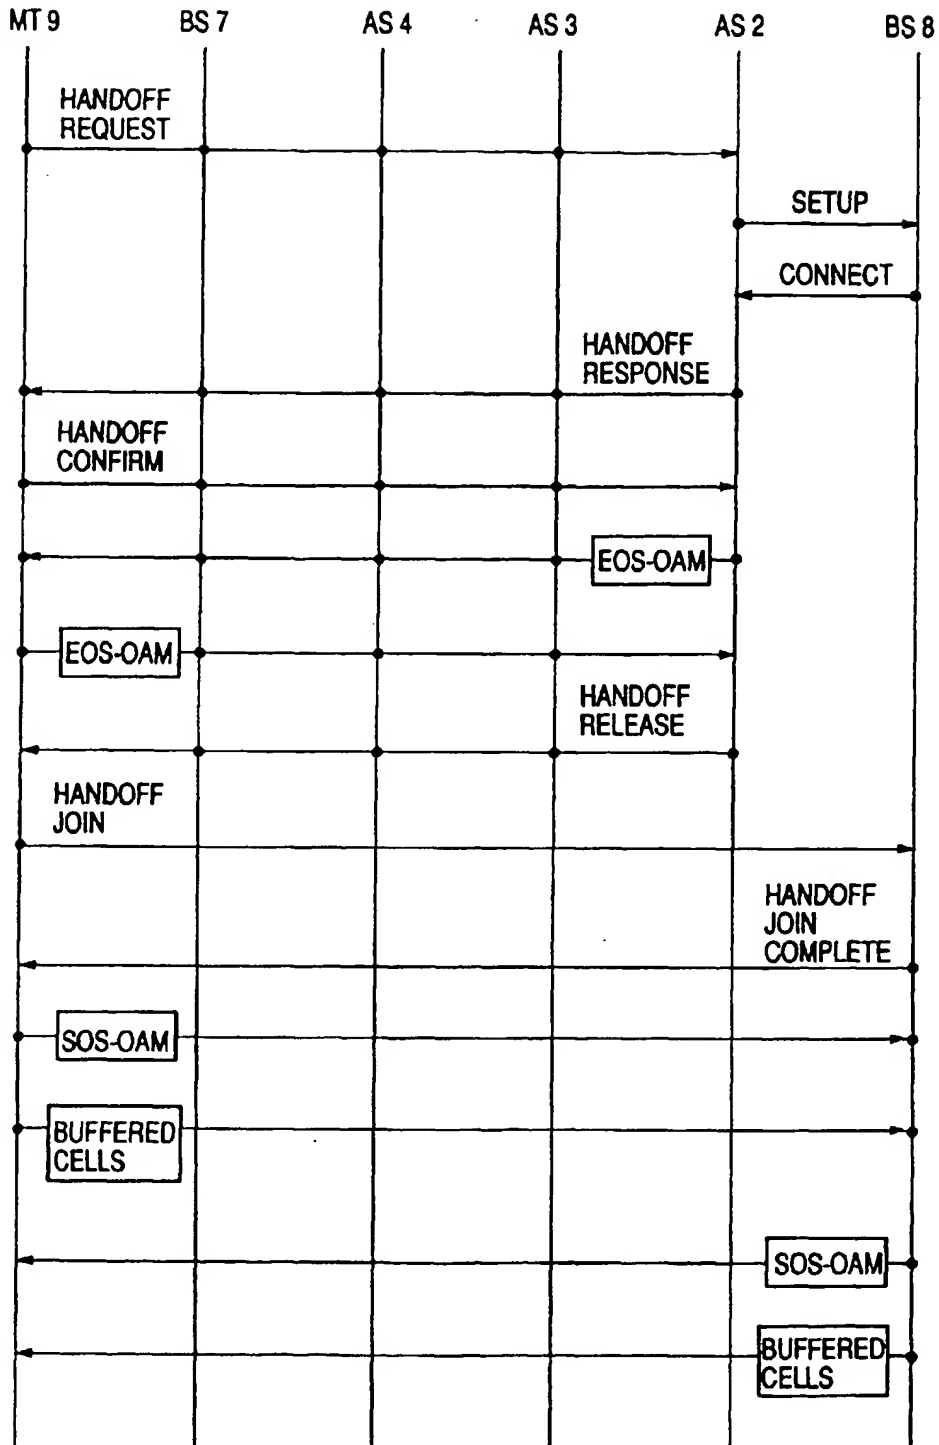 MT 9 BS 7 AS 4 AS 3 AS 2 BS 8
HANDOFF
REQUEST
SETUP
CONNECT
HANDOFF
RESPONSE
HANDOFF
CONFIRM
EOS-OAM
EOS-OAM
HANDOFF
RELEASE
HANDOFF
JOIN
HANDOFF
JOIN
COMPLETE
SOS-OAM
BUFFERED
CELLS
SOS-OAM
BUFFERED
CELLS